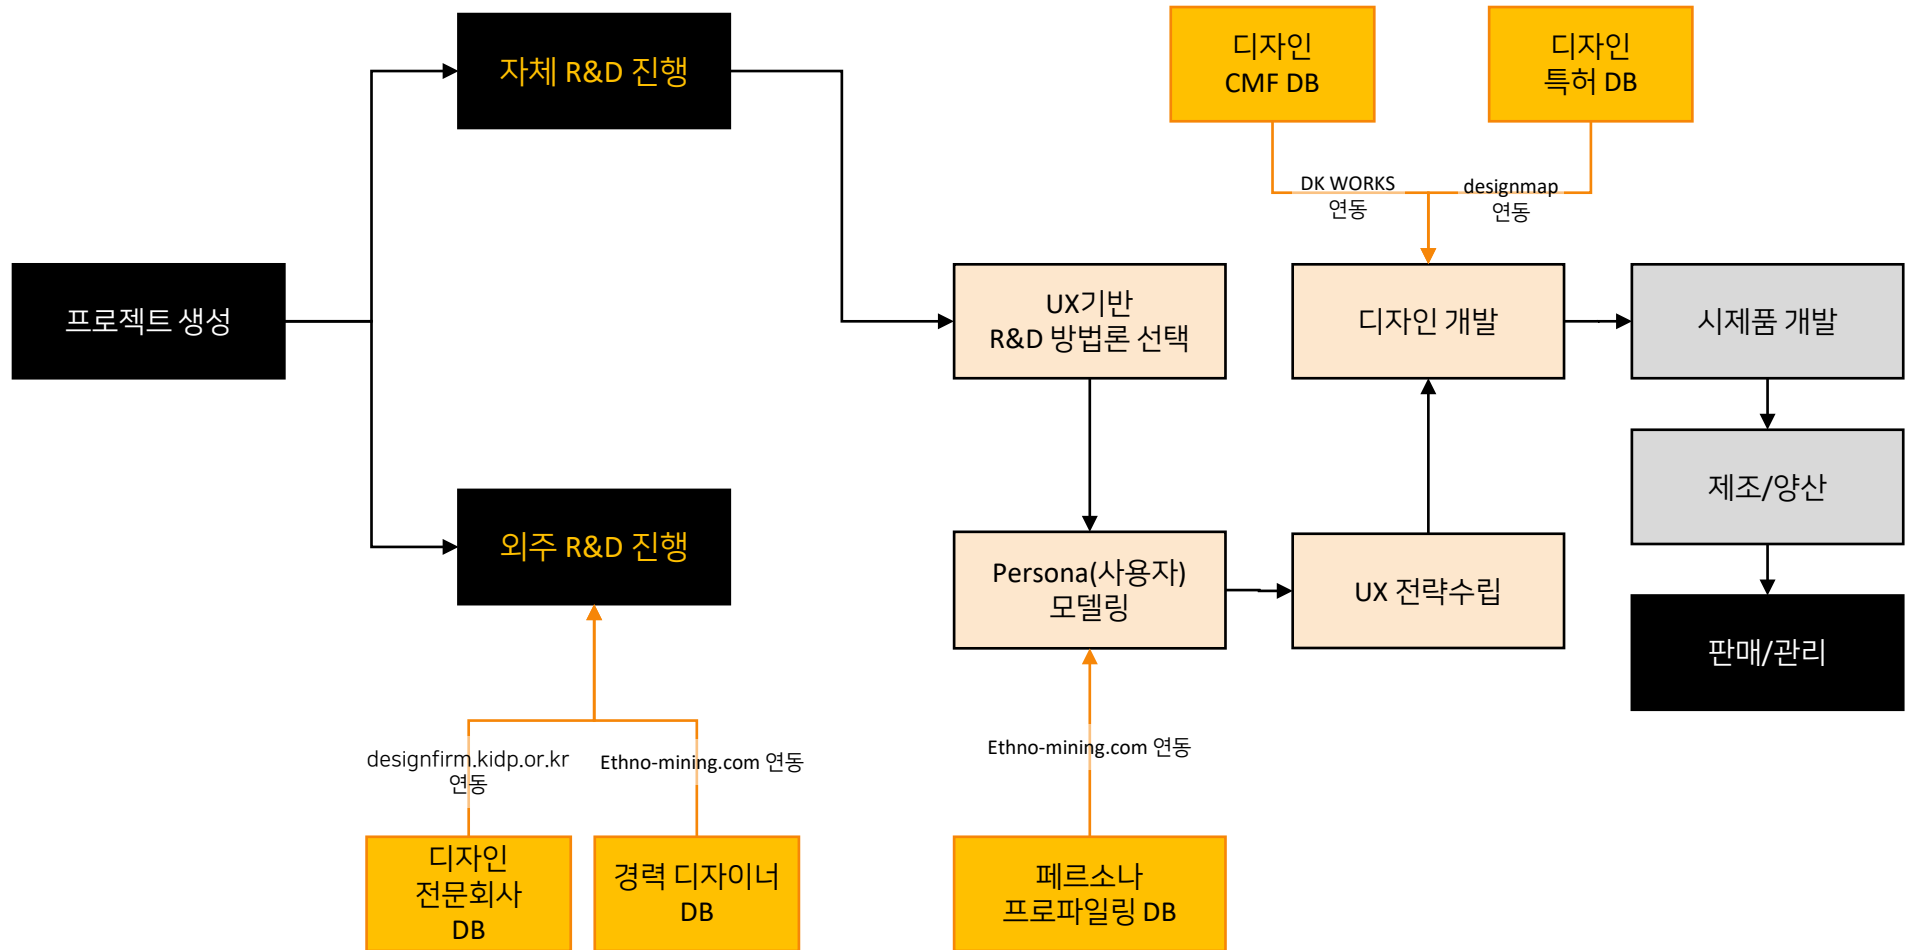 자체 R&D 진행
디자인
CMF DB
디자인
특허 DB
DK WORKS
연동
designmap
연동
프로젝트 생성
UX기반
R&D 방법론 선택
디자인 개발
시제품 개발
제조/양산
외주 R&D 진행
Persona(사용자)
모델링
UX 전략수립
판매/관리
designfirm.kidp.or.kr
연동
Ethno-mining.com 연동
Ethno-mining.com 연동
디자인
전문회사
DB
경력 디자이너
DB
페르소나
프로파일링 DB